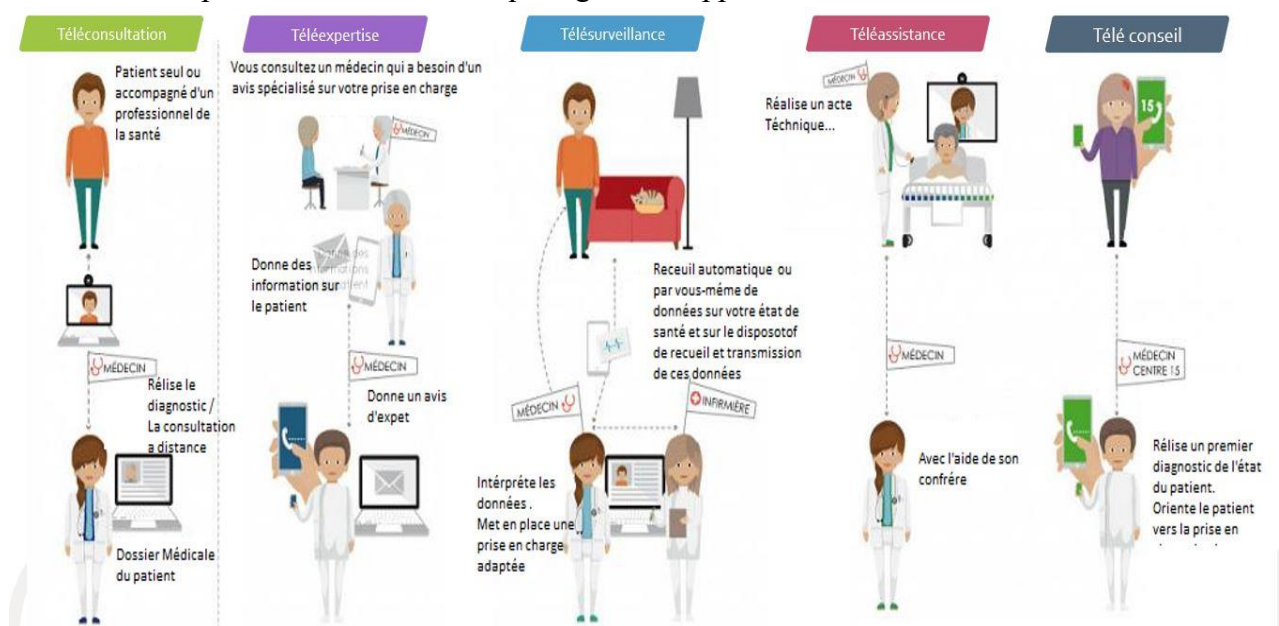 Téléconsultation
Patient seul ou
accompagné d'un
professionnel de
la santé
MÉDECIN
Rélise le
diagnostic /
La consultation
a distance
Dossier Médicale
du patient
Téléexpertise
Vous consultez un médecin qui a besoin d'un
avis spécialisé sur votre prise en charge
MÉDECIN
Donne des
information sur
le patient
MÉDECIN
Donne un avis
d'expet
Télésurveillance
Receuil automatique ou
par vous-même de
données sur votre état de
santé et sur le disposotof
de recueil et transmission
de ces données
MÉDECIN
INFIRMIÈRE
Intérpréte les
données .
Met en place une
prise en charge
adaptée
Téléassistance
MÉDECIN
Réalise un acte
Téchnique...
MÉDECIN
Avec l'aide de son
confrére
Télé conseil
15
MÉDECIN
CENTRE 15
Rélise un premier
diagnostic de l'état
du patient.
Oriente le patient
vers la prise en